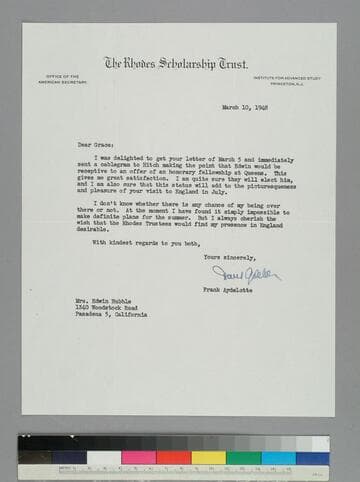 The Rhodes Scholarship Trust.
OFFICE OF THE
AMERICAN SECRETARY.
INSTITUTE FOR ADVANCED STUDY
PRINCETON, N.J.
March 10, 1948
Dear Grace:
I was delighted to get your letter of March 5 and immediately
sent a cablegram to Hitch making the point that Edwin would be
receptive to an offer of an honorary fellowship at Queens. This
gives me great satisfaction. I am quite sure they will elect him,
and I am also sure that this status will add to the picturesqueness
and pleasure of your visit to England in July.
I don't know whether there is any chance of my being over
there or not. At the moment I have found it simply impossible to
make definite plans for the summer. But I always cherish the
wish that the Rhodes Trustees would find my presence in England
desirable.
With kindest regards to you both,
Yours sincerely,
Frank Aydelotte
Mrs. Edwin Hubble
1340 Woodstock Road
Pasadena 5, California